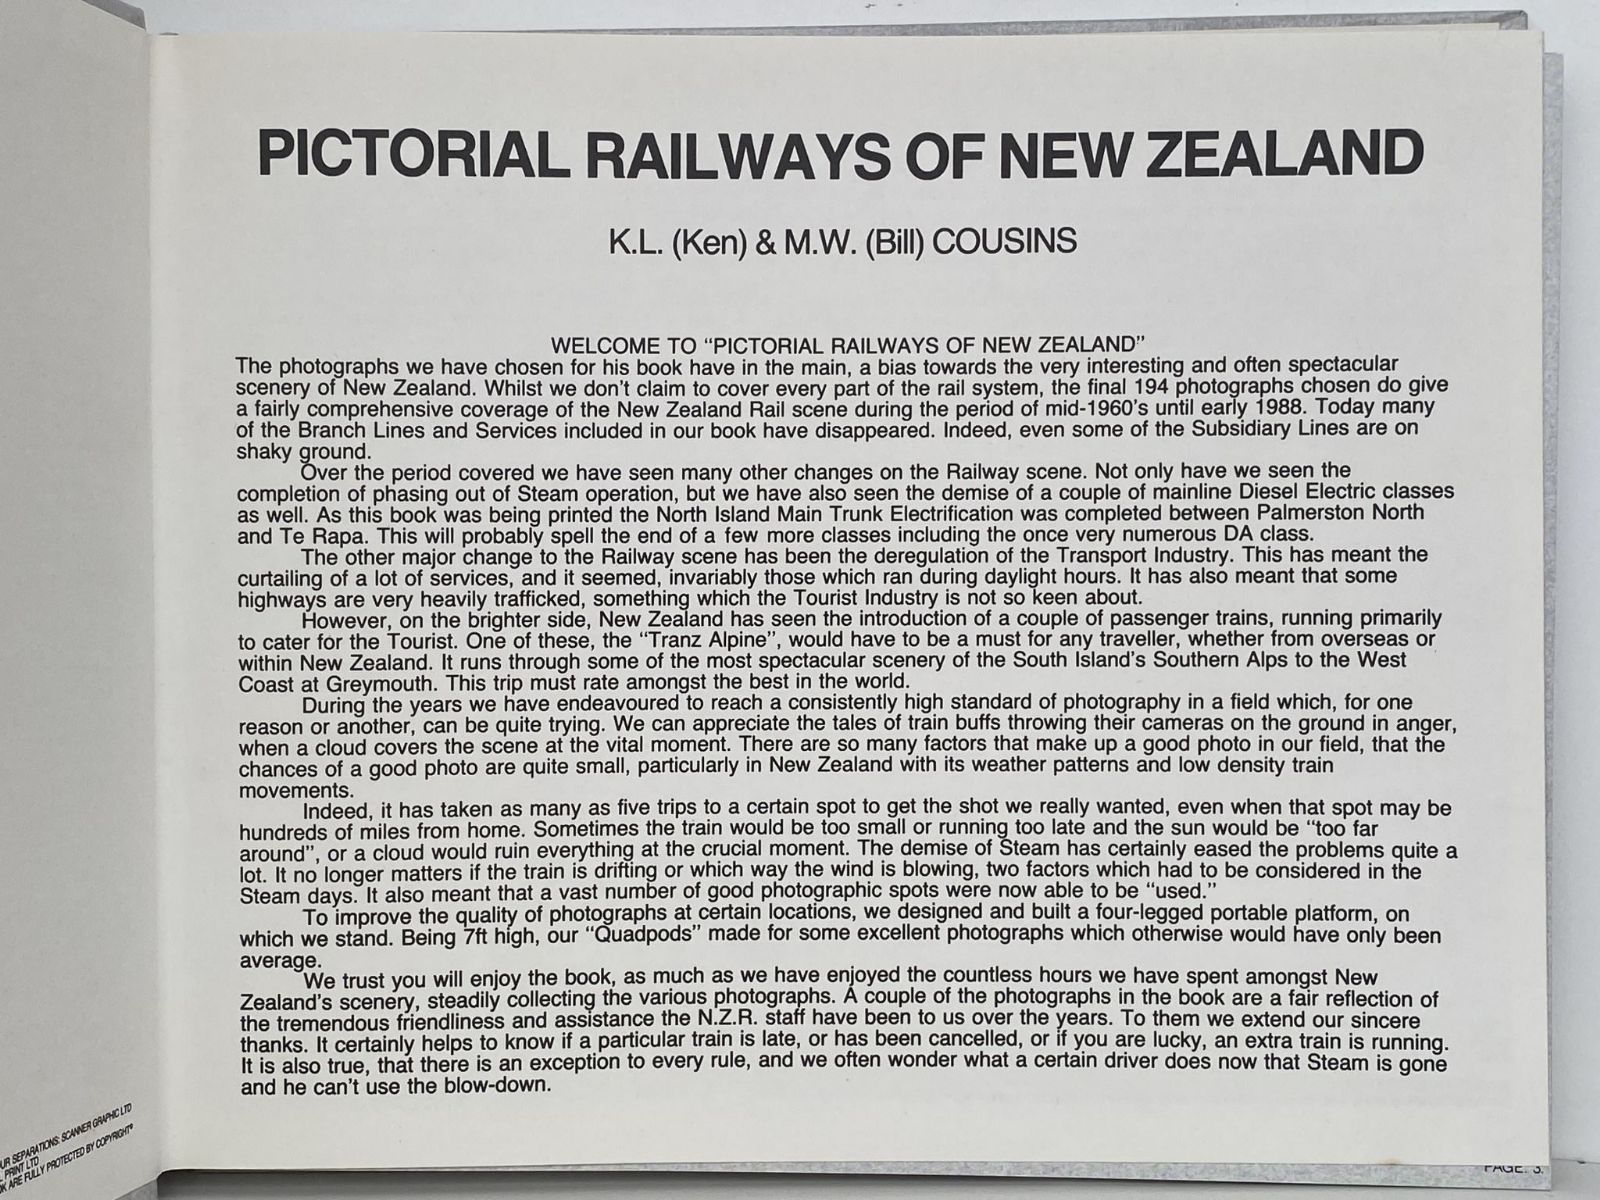 PICTORIAL RAILWAYS OF NEW ZEALAND
K.L. (Ken) & M.W. (Bill) COUSINS
WELCOME TO “PICTORIAL RAILWAYS OF NEW ZEALAND”
The photographs we have chosen for his book have in the main, a bias towards the very interesting and often spectacular
scenery of New Zealand. Whilst we don’t claim to cover every part of the rail system, the final 194 photographs chosen do give
a fairly comprehensive coverage of the New Zealand Rail scene during the period of mid-1960’s until early 1988. Today many
of the Branch Lines and Services included in our book have disappeared. Indeed, even some of the Subsidiary Lines are on
shaky ground.
Over the period covered we have seen many other changes on the Railway scene. Not only have we seen the
completion of phasing out of Steam operation, but we have also seen the demise of a couple of mainline Diesel Electric classes
as well. As this book was being printed the North Island Main Trunk Electrification was completed between Palmerston North
and Te Rapa. This will probably spell the end of a few more classes including the once very numerous DA class.
The other major change to the Railway scene has been the deregulation of the Transport Industry. This has meant the
curtailing of a lot of services, and it seemed, invariably those which ran during daylight hours. It has also meant that some
highways are very heavily trafficked, something which the Tourist Industry is not so keen about.
However, on the brighter side, New Zealand has seen the introduction of a couple of passenger trains, running primarily
to cater for the Tourist. One of these, the “Tranz Alpine”, would have to be a must for any traveller, whether from overseas or
within New Zealand. It runs through some of the most spectacular scenery of the South Island’s Southern Alps to the West
Coast at Greymouth. This trip must rate amongst the best in the world.
During the years we have endeavoured to reach a consistently high standard of photography in a field which, for one
reason or another, can be quite trying. We can appreciate the tales of train buffs throwing their cameras on the ground in anger,
when a cloud covers the scene at the vital moment. There are so many factors that make up a good photo in our field, that the
chances of a good photo are quite small, particularly in New Zealand with its weather patterns and low density train
movements.
Indeed, it has taken as many as five trips to a certain spot to get the shot we really wanted, even when that spot may be
hundreds of miles from home. Sometimes the train would be too small or running too late and the sun would be “too far
around”, or a cloud would ruin everything at the crucial moment. The demise of Steam has certainly eased the problems quite a
lot. It no longer matters if the train is drifting or which way the wind is blowing, two factors which had to be considered in the
Steam days. It also meant that a vast number of good photographic spots were now able to be “used.”
To improve the quality of photographs at certain locations, we designed and built a four-legged portable platform, on
which we stand. Being 7ft high, our “Quadpods” made for some excellent photographs which otherwise would have only been
average.
We trust you will enjoy the book, as much as we have enjoyed the countless hours we have spent amongst New
Zealand’s scenery, steadily collecting the various photographs. A couple of the photographs in the book are a fair reflection of
the tremendous friendliness and assistance the N.Z.R. staff have been to us over the years. To them we extend our sincere
thanks. It certainly helps to know if a particular train is late, or has been cancelled, or if you are lucky, an extra train is running.
It is also true, that there is an exception to every rule, and we often wonder what a certain driver does now that Steam is gone
and he can’t use the blow-down.
UR SEPARATIONS: SCANNER GRAPHIC LTD
PRINT LTD
ARE FULLY PROTECTED BY COPYRIGHT
PAGE. 3.